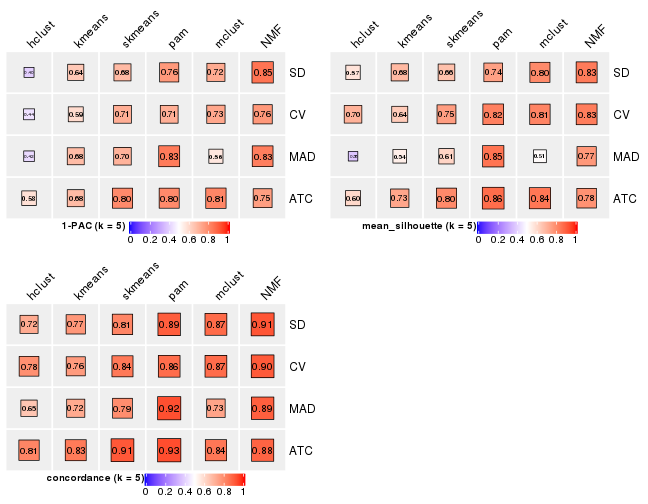 hclust kmeans skmeans pam mclust NMF
0.64 0.68 0.76 0.72 0.85 SD
0.44 0.59 0.71 0.71 0.73 0.76 CV
0.68 0.70 0.83 0.56 0.83 MAD
0.58 0.68 0.80 0.80 0.81 0.75 ATC
1-PAC (k = 5)
0 0.2 0.4 0.6 0.8 1
hclust kmeans skmeans pam mclust NMF
0.57 0.68 0.66 0.74 0.80 0.83 SD
0.70 0.64 0.75 0.82 0.81 0.83 CV
0.54 0.61 0.85 0.51 0.77 MAD
0.60 0.73 0.80 0.86 0.84 0.78 ATC
mean_silhouette (k = 5)
0 0.2 0.4 0.6 0.8 1
hclust kmeans skmeans pam mclust NMF
0.72 0.77 0.81 0.89 0.87 0.91 SD
0.78 0.76 0.84 0.86 0.87 0.90 CV
0.65 0.72 0.79 0.92 0.73 0.89 MAD
0.81 0.83 0.91 0.93 0.84 0.88 ATC
concordance (k = 5)
0 0.2 0.4 0.6 0.8 1